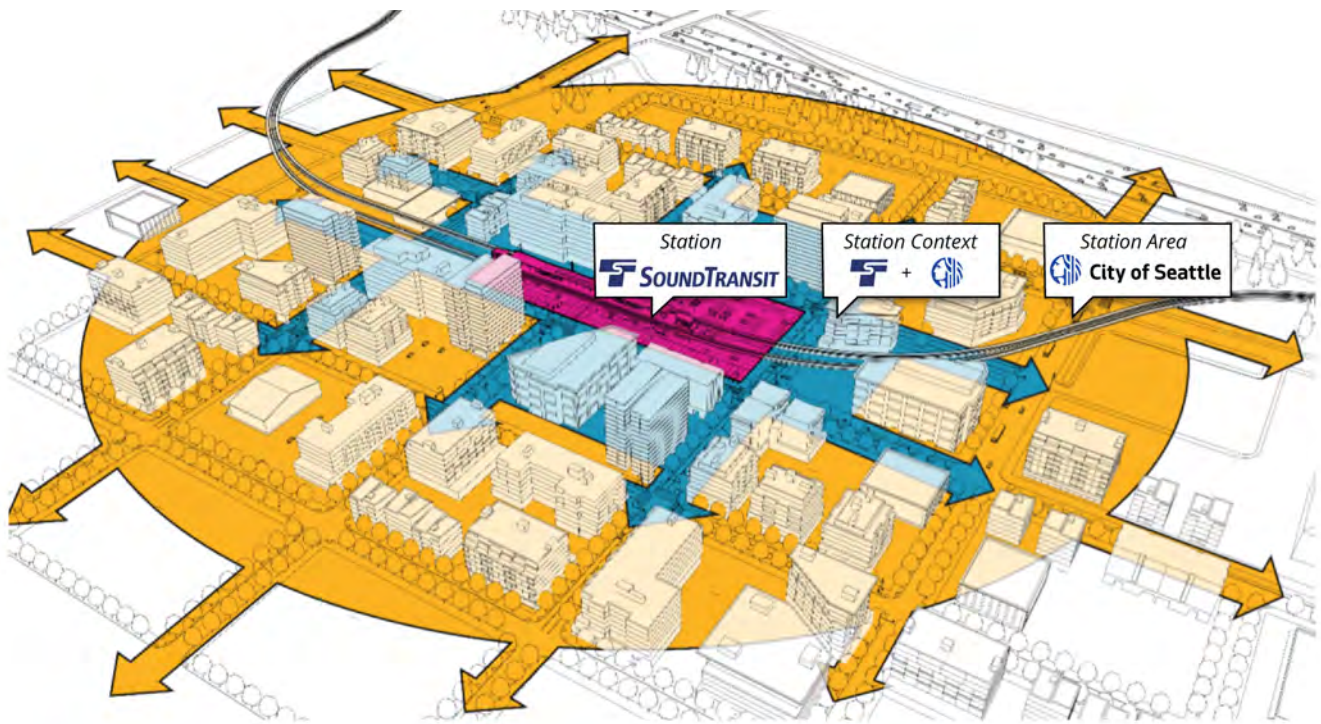 Station
SOUNDTRANSIT
Station Context
+
Station Area
City of Seattle